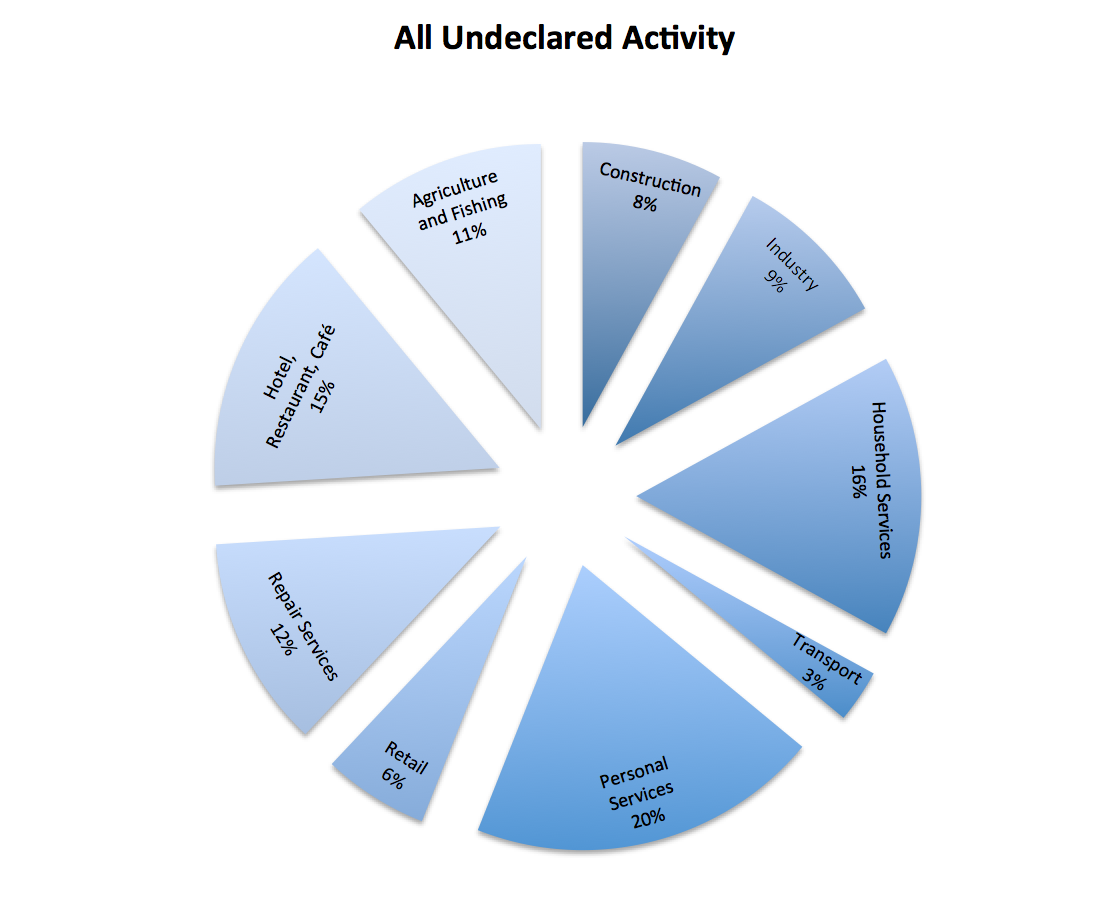 All Undeclared Activity
Construction
8%
Industry
9%
Household Services
16%
Transport
3%
Personal
Services
20%
Retail
6%
Repair Services
12%
Hotel,
Restaurant, Café
15%
Agriculture
and Fishing
11%